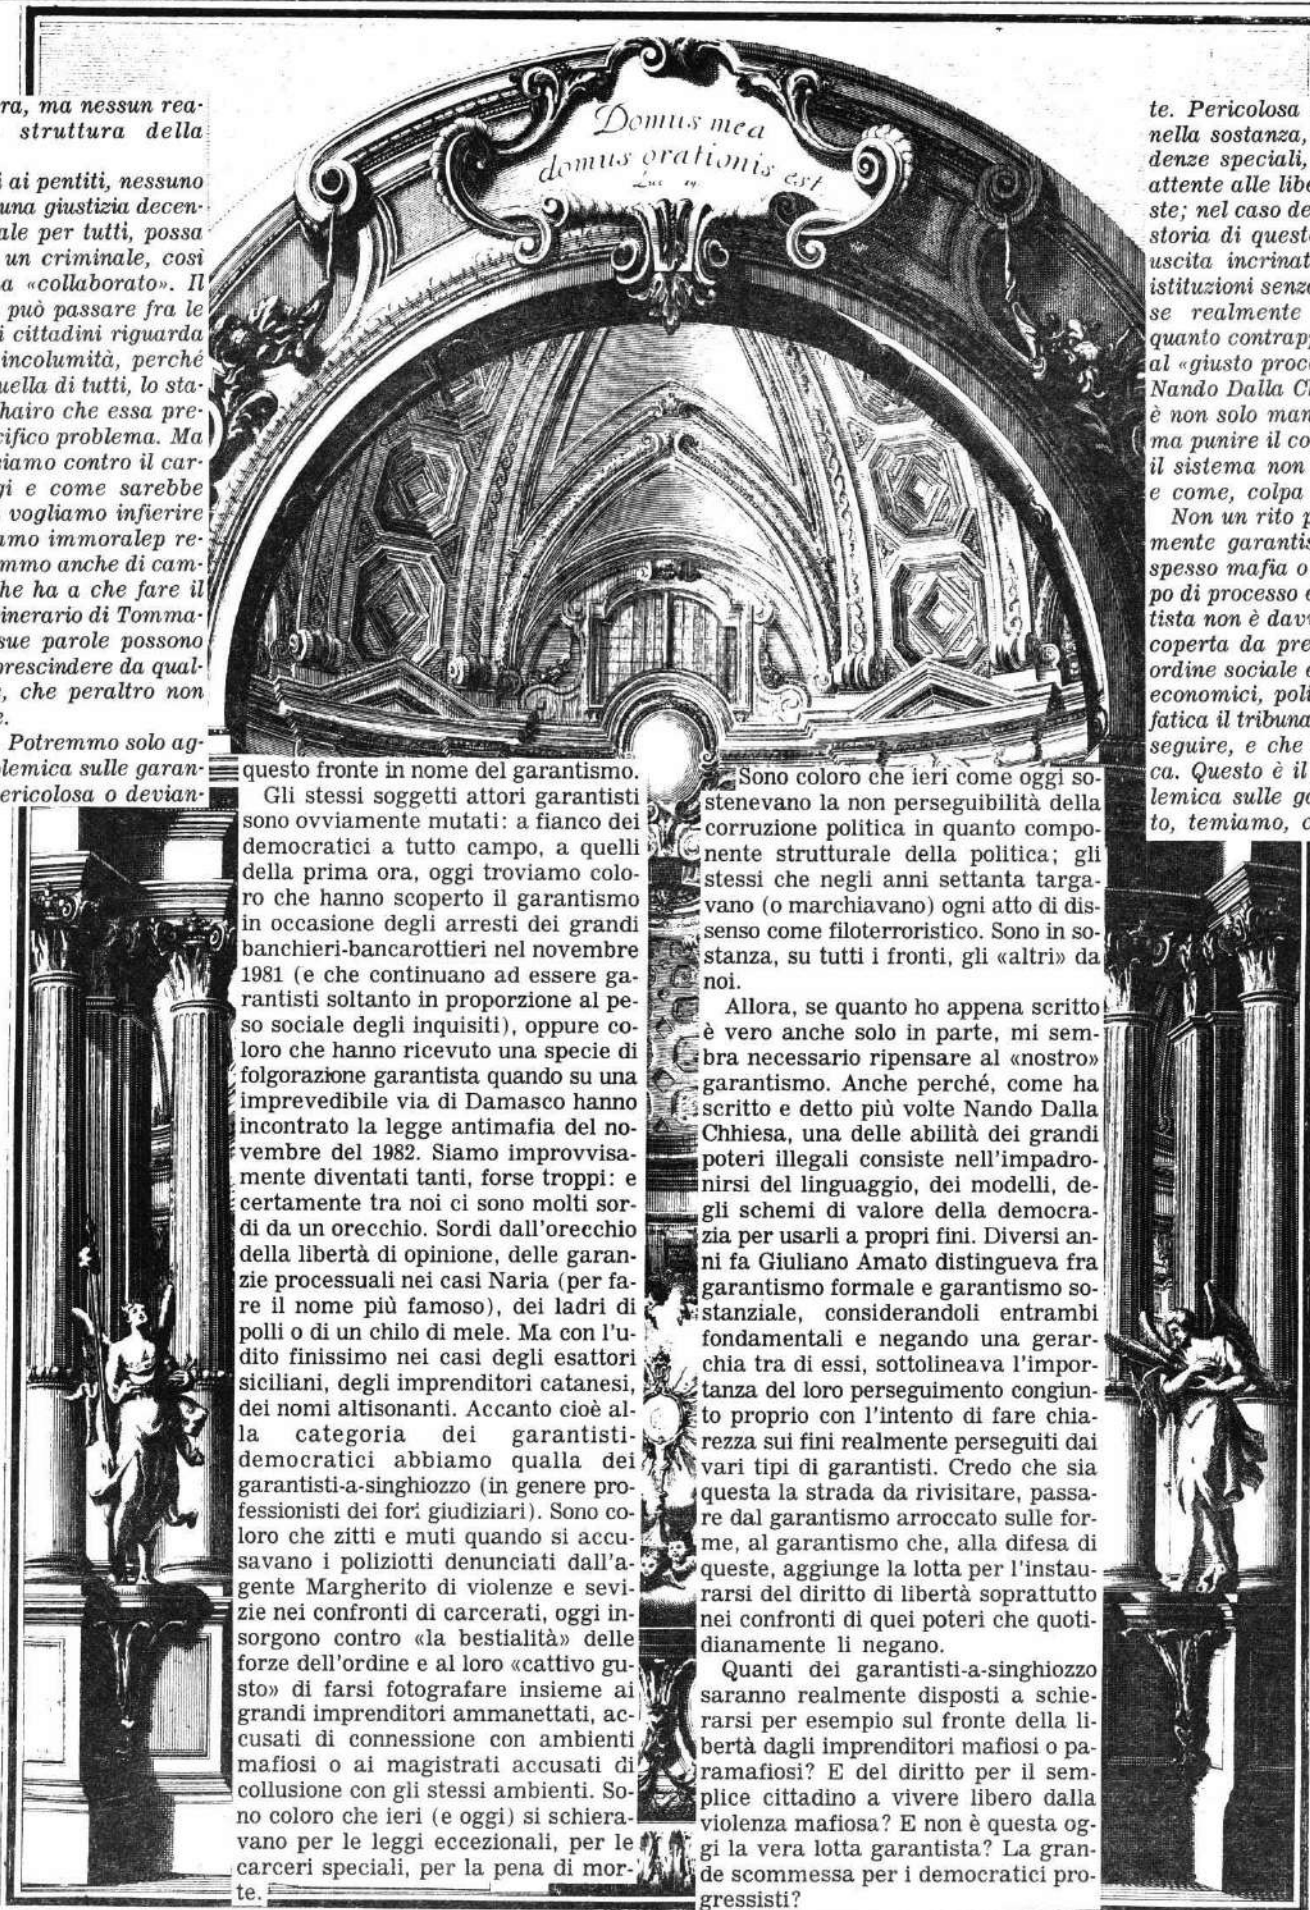 Domus mea
domus orationis est
Luc 19
ra, ma nessun rea-
struttura della
i ai pentiti, nessuno
una giustizia decen-
ale per tutti, possa
un criminale, così
a «collaborato». Il
può passare fra le
i cittadini riguarda
incolumità, perché
uella di tutti, lo sta-
hairo che essa pre-
cifico problema. Ma
iamo contro il car-
gi e come sarebbe
vogliamo infierire
mo immoralep re-
mmo anche di cam-
he ha a che fare il
inerario di Tomma-
sue parole possono
prescindere da qual-
e, che peraltro non
e.
Potremmo solo ag-
lemica sulle garan-
ericolosa o devian-
questo fronte in nome del garantismo.
Gli stessi soggetti attori garantisti
sono ovviamente mutati: a fianco dei
democratici a tutto campo, a quelli
della prima ora, oggi troviamo colo-
ro che hanno scoperto il garantismo
in occasione degli arresti dei grandi
banchieri-bancarottieri nel novembre
1981 (e che continuano ad essere ga-
rantisti soltanto in proporzione al pe-
so sociale degli inquisiti), oppure co-
loro che hanno ricevuto una specie di
folgorazione garantista quando su una
imprevedibile via di Damasco hanno
incontrato la legge antimafia del no-
vembre del 1982. Siamo improvvisa-
mente diventati tanti, forse troppi: e
certamente tra noi ci sono molti sor-
di da un orecchio. Sordi dall'orecchio
della libertà di opinione, delle garan-
zie processuali nei casi Naria (per fa-
re il nome più famoso), dei ladri di
polli o di un chilo di mele. Ma con l'u-
dito finissimo nei casi degli esattori
siciliani, degli imprenditori catanesi,
dei nomi altisonanti. Accanto cioè al-
la categoria dei garantisti-
democratici abbiamo qualla dei
garantisti-a-singhiozzo (in genere pro-
fessionisti dei fori giudiziari). Sono co-
loro che zitti e muti quando si accu-
savano i poliziotti denunciati dall'a-
gente Margherito di violenze e sevi-
zie nei confronti di carcerati, oggi in-
sorgono contro «la bestialità» delle
forze dell'ordine e al loro «cattivo gu-
sto» di farsi fotografare insieme ai
grandi imprenditori ammanettati, ac-
cusati di connessione con ambienti
mafiosi o ai magistrati accusati di
collusione con gli stessi ambienti. So-
no coloro che ieri (e oggi) si schiera-
vano per le leggi eccezionali, per le
carceri speciali, per la pena di mor-
te.
Sono coloro che ieri come oggi so-
stenevano la non perseguibilità della
corruzione politica in quanto compo-
nente strutturale della politica; gli
stessi che negli anni settanta targa-
vano (o marchiavano) ogni atto di dis-
senso come filoterroristico. Sono in so-
stanza, su tutti i fronti, gli «altri» da
noi.
Allora, se quanto ho appena scritto
è vero anche solo in parte, mi sem-
bra necessario ripensare al «nostro»
garantismo. Anche perché, come ha
scritto e detto più volte Nando Dalla
Chhiesa, una delle abilità dei grandi
poteri illegali consiste nell'impadro-
nirsi del linguaggio, dei modelli, de-
gli schemi di valore della democra-
zia per usarli a propri fini. Diversi an-
ni fa Giuliano Amato distingueva fra
garantismo formale e garantismo so-
stanziale, considerandoli entrambi
fondamentali e negando una gerar-
chia tra di essi, sottolineava l'impor-
tanza del loro perseguimento congiun-
to proprio con l'intento di fare chia-
rezza sui fini realmente perseguiti dai
vari tipi di garantisti. Credo che sia
questa la strada da rivisitare, passa-
re dal garantismo arroccato sulle for-
me, al garantismo che, alla difesa di
queste, aggiunge la lotta per l'instau-
rarsi del diritto di libertà soprattutto
nei confronti di quei poteri che quoti-
dianamente li negano.
Quanti dei garantisti-a-singhiozzo
saranno realmente disposti a schie-
rarsi per esempio sul fronte della li-
bertà dagli imprenditori mafiosi o pa-
ramafiosi? E del diritto per il sem-
plice cittadino a vivere libero dalla
violenza mafiosa? E non è questa og-
gi la vera lotta garantista? La gran-
de scommessa per i democratici pro-
gressisti?
te. Pericolosa
nella sostanza,
denze speciali,
attente alle libe
ste; nel caso de
storia di quest
uscita incrinat
istituzioni senz
se realmente
quanto contrap
al «giusto proc
Nando Dalla C
è non solo man
ma punire il co
il sistema non
e come, colpa
Non un rito p
mente garantis
spesso mafia o
po di processo e
tista non è davv
coperta da pre
ordine sociale e
economici, poli
fatica il tribuna
seguire, e che
ca. Questo è il
lemica sulle ga
to, temiamo, c